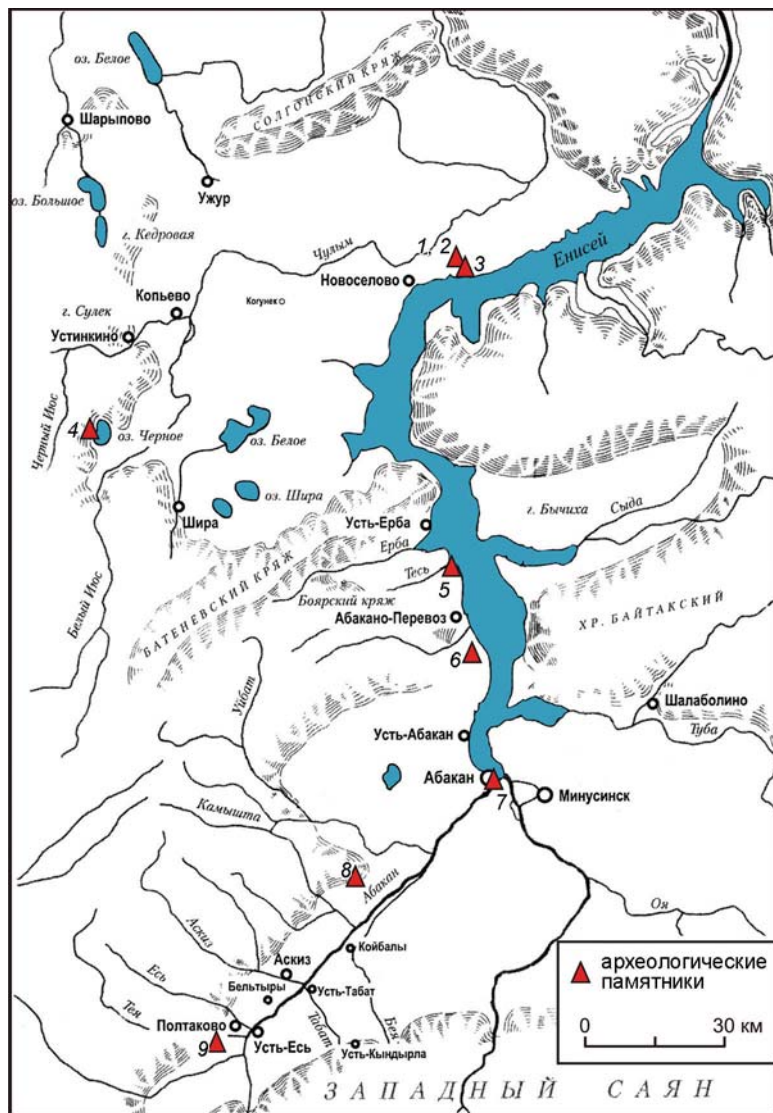 оз. Белое
СОЛГОНСКИЙ КРЯЖ
Шарыпово
оз. Большое
Ужур
г. Кедровая
Чулым
1, 2
3
Енисей
Новоселово
Копьево
Когунек
г. Сулек
Устинкино
Черный Июс
4
оз. Черное
оз. Белое
оз. Шира
Шира
Усть-Ерба
г. Бычиха
Сыда
Ерба
Тесь
5
БАТЕНЕВСКИЙ КРЯЖ
Боярский кряж
Абакано-Перевоз
ХР. БАЙТАКСКИЙ
Белый Июс
6
Уйбат
Шалаболино
Туба
Усть-Абакан
Абакан
7
Минусинск
Камышта
8
Абакан
Оя
Аскиз
Койбалы
Есь
Аскиз
Бельтыры
Усть-Табат
Тея
Полтаково
Табат
Бея
9
Усть-Есь
Усть-Кындырла
археологические
памятники
0 30 км
ЗАПАДНЫЙ САЯН